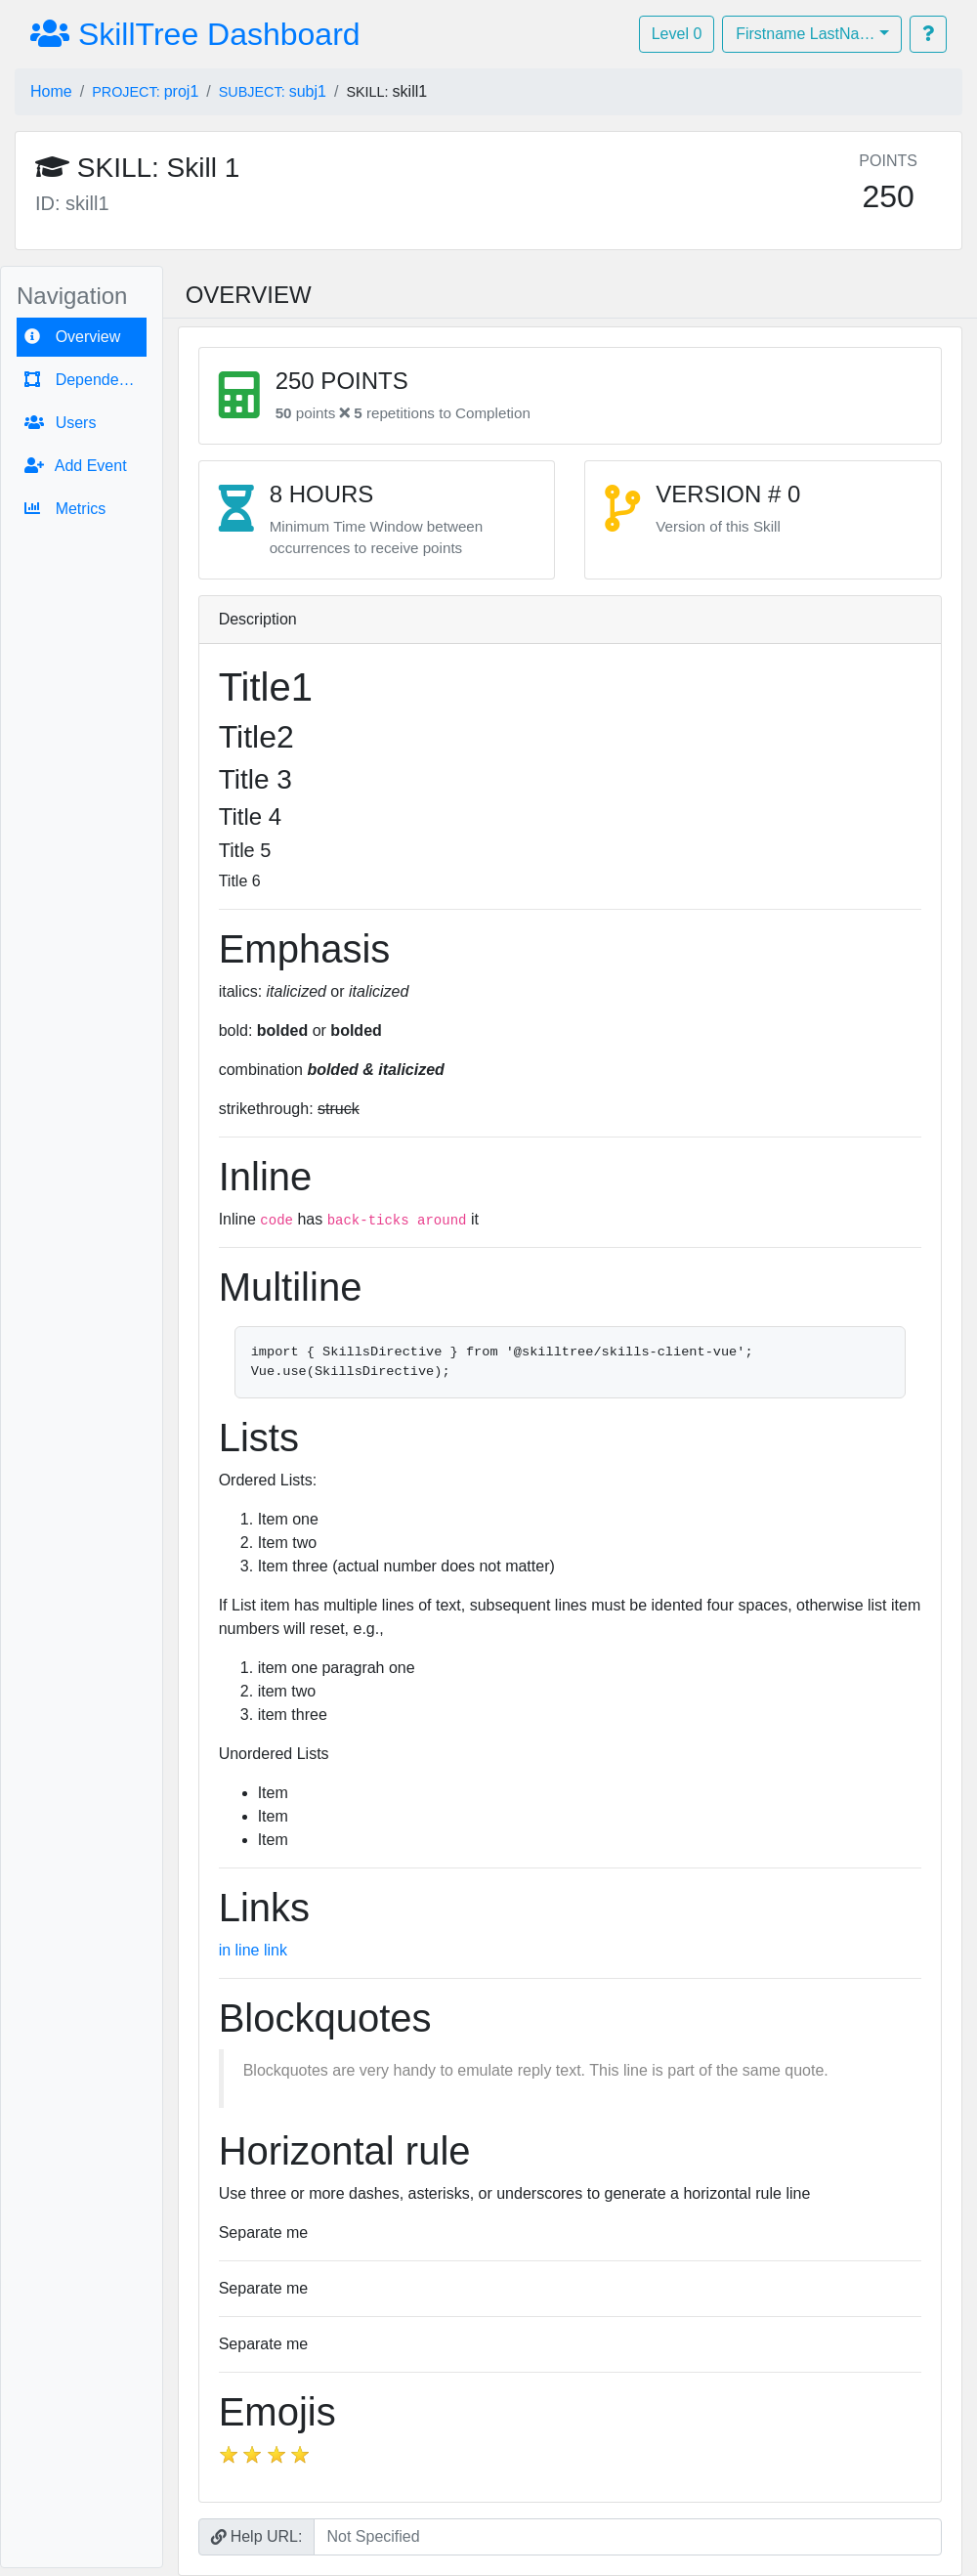 SkillTree Dashboard
Level 0
Firstname LastNa…
?
Home / PROJECT: proj1 / SUBJECT: subj1 / SKILL: skill1
SKILL: Skill 1
ID: skill1
POINTS
250
Navigation
Overview
Depende…
Users
Add Event
Metrics
OVERVIEW
250 POINTS
50 points × 5 repetitions to Completion
8 HOURS
Minimum Time Window between
occurrences to receive points
VERSION # 0
Version of this Skill
Description
Title1
Title2
Title 3
Title 4
Title 5
Title 6
Emphasis
italics: italicized or italicized
bold: bolded or bolded
combination bolded & italicized
strikethrough: struck
Inline
Inline code has back-ticks around it
Multiline
import { SkillsDirective } from '@skilltree/skills-client-vue';
Vue.use(SkillsDirective);
Lists
Ordered Lists:
1. Item one
2. Item two
3. Item three (actual number does not matter)
If List item has multiple lines of text, subsequent lines must be idented four spaces, otherwise list item
numbers will reset, e.g.,
1. item one paragrah one
2. item two
3. item three
Unordered Lists
• Item
• Item
• Item
Links
in line link
Blockquotes
Blockquotes are very handy to emulate reply text. This line is part of the same quote.
Horizontal rule
Use three or more dashes, asterisks, or underscores to generate a horizontal rule line
Separate me
Separate me
Separate me
Emojis
⭐ ⭐ ⭐ ⭐
Help URL:
Not Specified